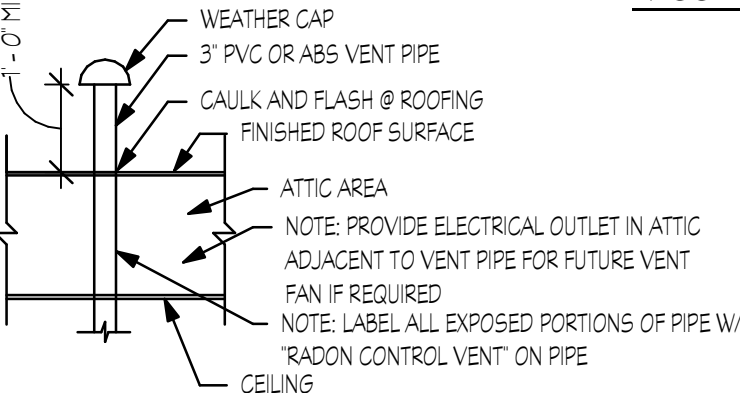 WEATHER CAP
3" PVC OR ABS VENT PIPE
CAULK AND FLASH @ ROOFING
FINISHED ROOF SURFACE
ATTIC AREA
NOTE: PROVIDE ELECTRICAL OUTLET IN ATTIC
ADJACENT TO VENT PIPE FOR FUTURE VENT
FAN IF REQUIRED
NOTE: LABEL ALL EXPOSED PORTIONS OF PIPE W/
"RADON CONTROL VENT" ON PIPE
CEILING
1'-0"